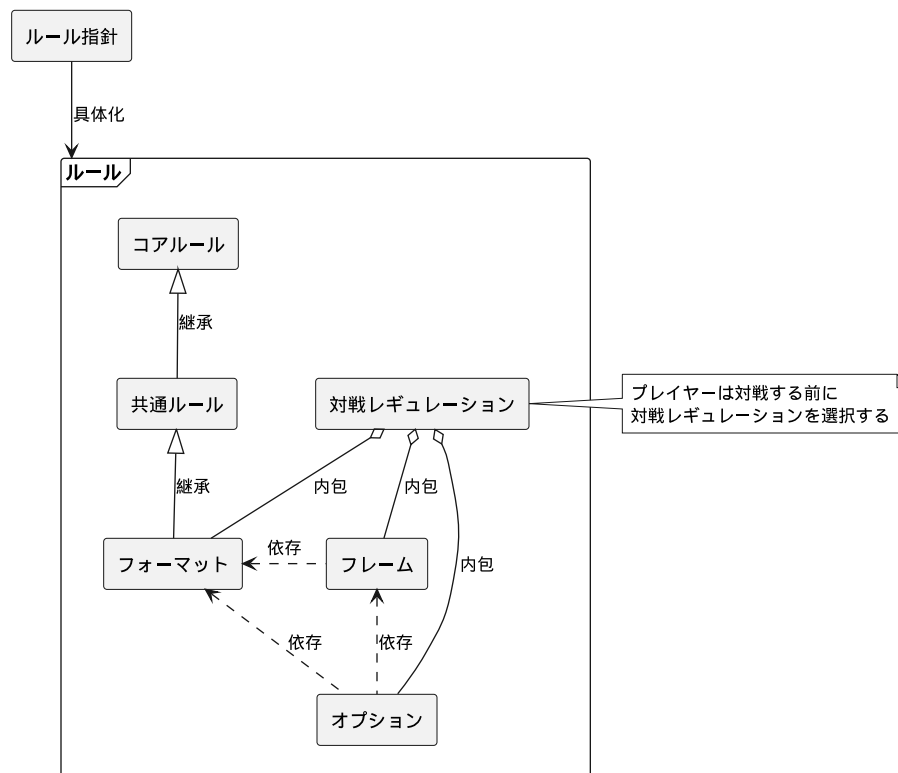 ルール指針
具体化
ルール
コアルール
継承
共通ルール
対戦レギュレーション
プレイヤーは対戦する前に
対戦レギュレーションを選択する
継承
内包
内包
依存
フォーマット
フレーム
内包
依存
依存
オプション